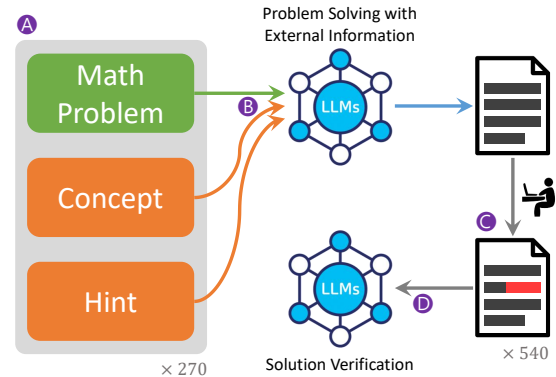 A
Problem Solving with
External Information
Math
Problem
B
LLMs
Concept
C
Hint
LLMs
D
× 270
Solution Verification
× 540